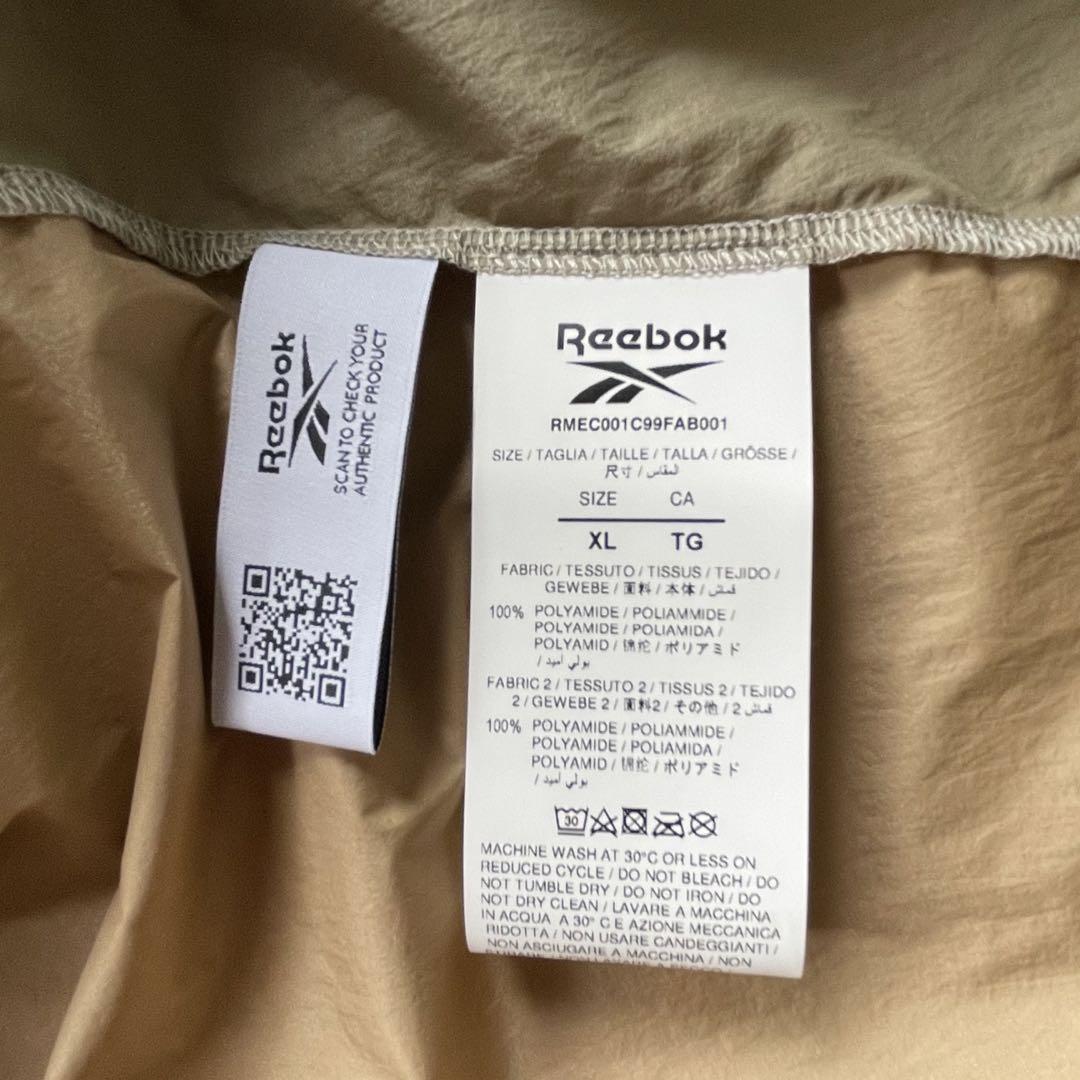 Reebok
SCAN TO CHECK YOUR
AUTHENTIC PRODUCT
Reebok
RMEC001C99FAB001
SIZE / TAGLIA / TAILLE / TALLA / GRÖSSE /
尺寸 / المقاس
SIZE CA
XL TG
FABRIC / TESSUTO / TISSUS / TEJIDO /
GEWEBE / 面料 / 本体 / قماش
100% POLYAMIDE / POLIAMMIDE /
POLYAMIDE / POLIAMIDA /
POLYAMID / 锦纶 / ポリアミド
/ بولي أميد
FABRIC 2 / TESSUTO 2 / TISSUS 2 / TEJIDO
2 / GEWEBE 2 / 面料2 / その他 / 2 قماش
100% POLYAMIDE / POLIAMMIDE /
POLYAMIDE / POLIAMIDA /
POLYAMID / 锦纶 / ポリアミド
/ بولي أميد
30
MACHINE WASH AT 30°C OR LESS ON
REDUCED CYCLE / DO NOT BLEACH / DO
NOT TUMBLE DRY / DO NOT IRON / DO
NOT DRY CLEAN / LAVARE A MACCHINA
IN ACQUA A 30° C E AZIONE MECCANICA
RIDOTTA / NON USARE CANDEGGIANTI /
NON ASCIUGARE A MACCHINA / NON